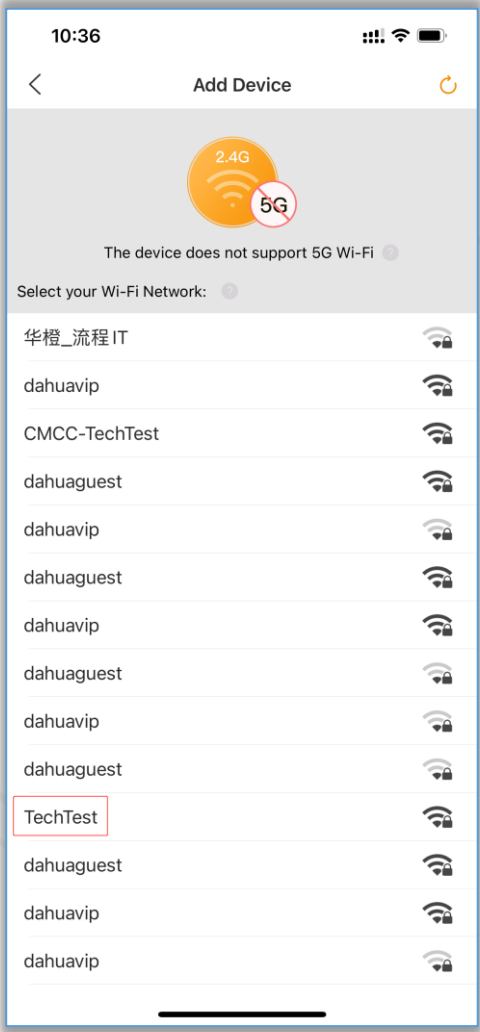 10:36
Add Device
2.4G
5G
The device does not support 5G Wi-Fi ?
Select your Wi-Fi Network: ?
华橙_流程IT
dahuavip
CMCC-TechTest
dahuaguest
dahuavip
dahuaguest
dahuavip
dahuaguest
dahuavip
dahuaguest
TechTest
dahuaguest
dahuavip
dahuavip